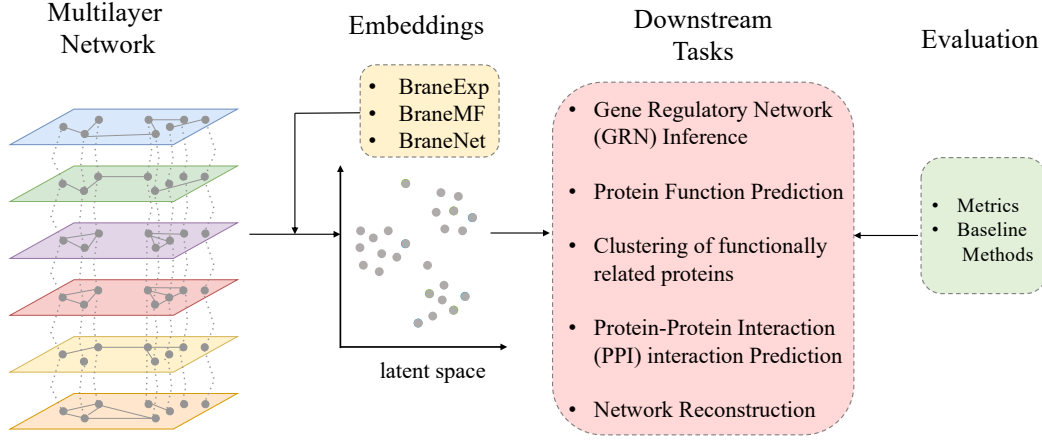 Multilayer
Network
Embeddings
Downstream
Tasks
Evaluation
• BraneExp
• BraneMF
• BraneNet
latent space
• Gene Regulatory Network
(GRN) Inference
• Protein Function Prediction
• Clustering of functionally
related proteins
• Protein-Protein Interaction
(PPI) interaction Prediction
• Network Reconstruction
• Metrics
• Baseline
Methods